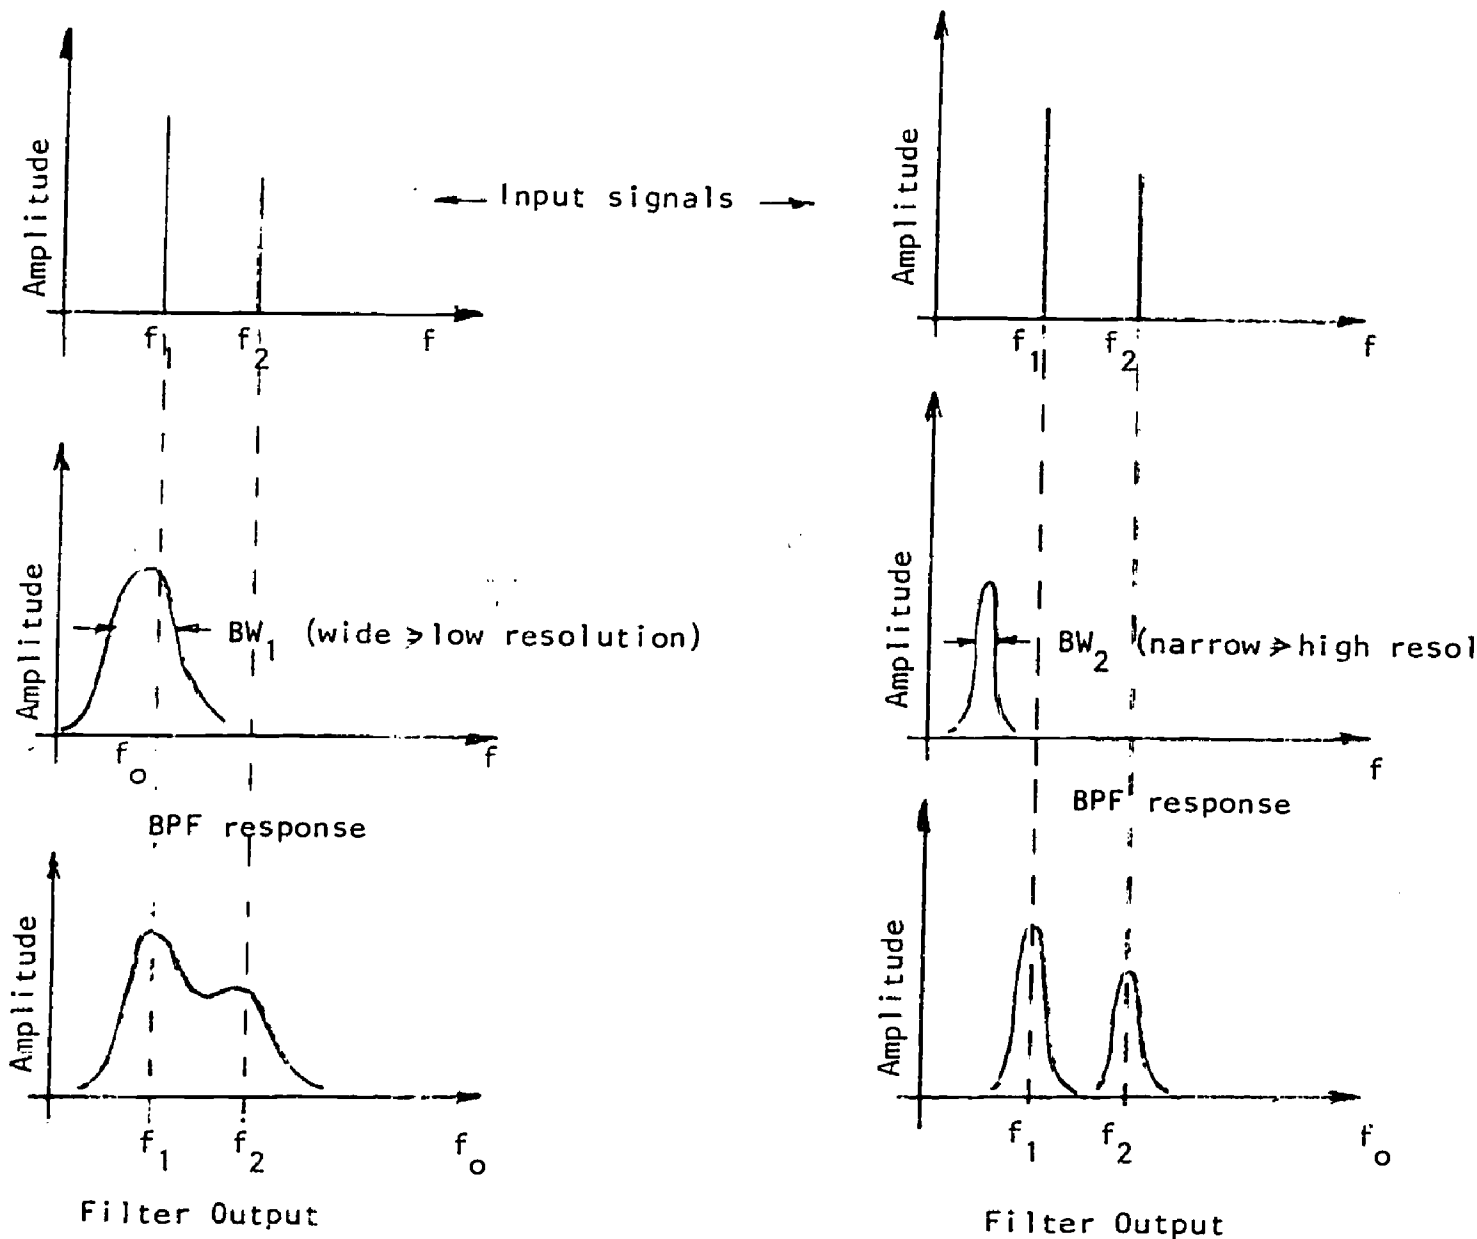 Amplitude
f1
f2
f
← Input signals →
Amplitude
f1
f2
f
Amplitude
BW1 (wide ⩾ low resolution)
fo
f
BPF response
Amplitude
BW2 (narrow ⩾ high resol
f
BPF response
Amplitude
f1
f2
fo
Filter Output
Amplitude
f1
f2
fo
Filter Output